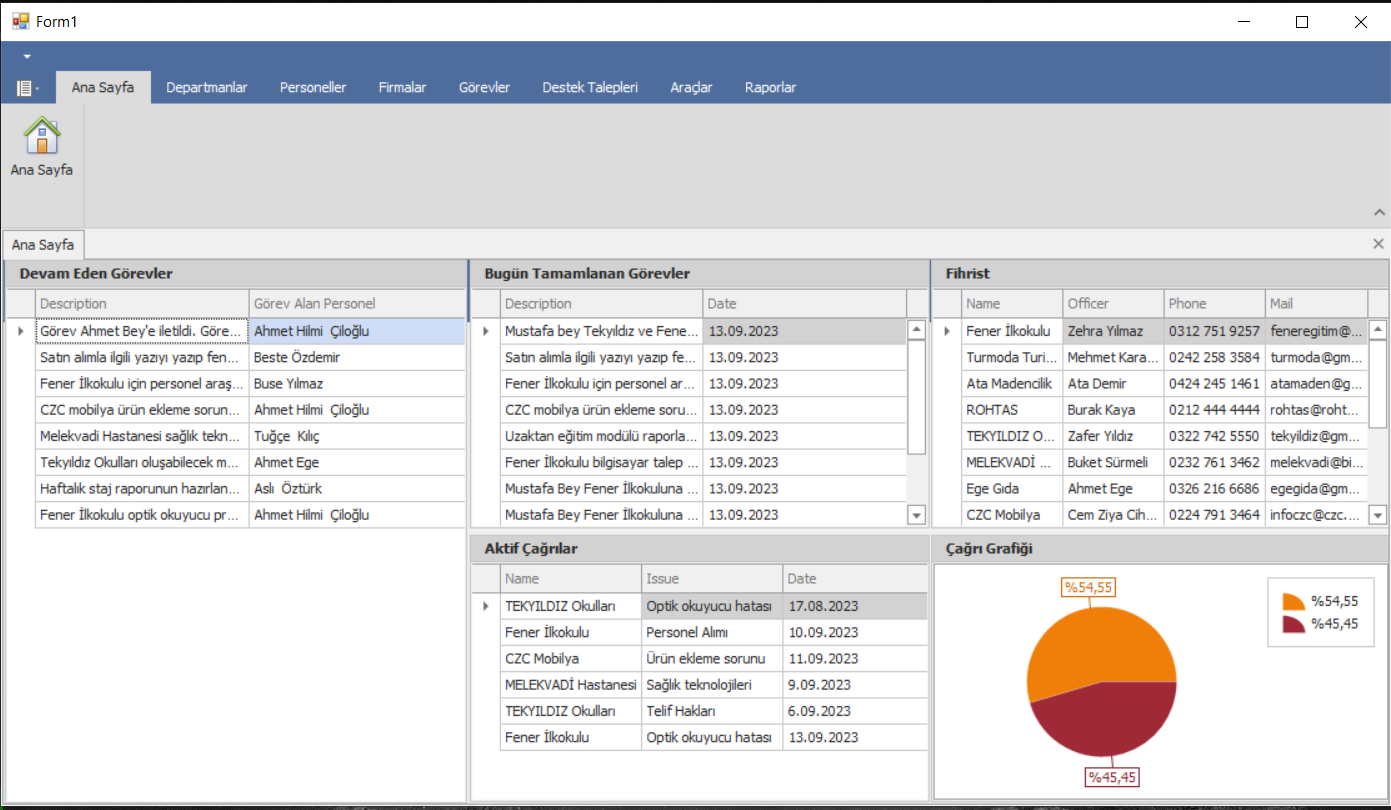 Form1
Ana Sayfa Departmanlar Personeller Firmalar Görevler Destek Talepleri Araçlar Raporlar
Ana Sayfa
Ana Sayfa
Devam Eden Görevler
Description Görev Alan Personel
Görev Ahmet Bey'e iletildi. Göre... Ahmet Hilmi Çiloğlu
Satın alımla ilgili yazıyı yazıp fen... Beste Özdemir
Fener İlkokulu için personel araş... Buse Yılmaz
CZC mobilya ürün ekleme sorun... Ahmet Hilmi Çiloğlu
Melekvadi Hastanesi sağlık tekn... Tuğçe Kılıç
Tekyıldız Okulları oluşabilecek m... Ahmet Ege
Haftalık staj raporunun hazırlan... Aslı Öztürk
Fener İlkokulu optik okuyucu pr... Ahmet Hilmi Çiloğlu
Bugün Tamamlanan Görevler
Description Date
Mustafa bey Tekyıldız ve Fene... 13.09.2023
Satın alımla ilgili yazıyı yazıp fe... 13.09.2023
Fener İlkokulu için personel ar... 13.09.2023
CZC mobilya ürün ekleme soru... 13.09.2023
Uzaktan eğitim modülü raporla... 13.09.2023
Fener İlkokulu bilgisayar talep ... 13.09.2023
Mustafa Bey Fener İlkokuluna ... 13.09.2023
Mustafa Bey Fener İlkokuluna ... 13.09.2023
Fihrist
Name Officer Phone Mail
Fener İlkokulu Zehra Yılmaz 0312 751 9257 feneregitim@...
Turmoda Turi... Mehmet Kara... 0242 258 3584 turmoda@gm...
Ata Madencilik Ata Demir 0424 245 1461 atamaden@g...
ROHTAS Burak Kaya 0212 444 4444 rohtas@roht...
TEKYILDIZ O... Zafer Yıldız 0322 742 5550 tekyildiz@gm...
MELEKVADİ ... Buket Sürmeli 0232 761 3462 melekvadi@bi...
Ege Gıda Ahmet Ege 0326 216 6686 egegida@gm...
CZC Mobilya Cem Ziya Cih... 0224 791 3464 infoczc@czc....
Aktif Çağrılar
Name Issue Date
TEKYILDIZ Okulları Optik okuyucu hatası 17.08.2023
Fener İlkokulu Personel Alımı 10.09.2023
CZC Mobilya Ürün ekleme sorunu 11.09.2023
MELEKVADİ Hastanesi Sağlık teknolojileri 9.09.2023
TEKYILDIZ Okulları Telif Hakları 6.09.2023
Fener İlkokulu Optik okuyucu hatası 13.09.2023
Çağrı Grafiği
%54,55
%54,55
%45,45
%45,45